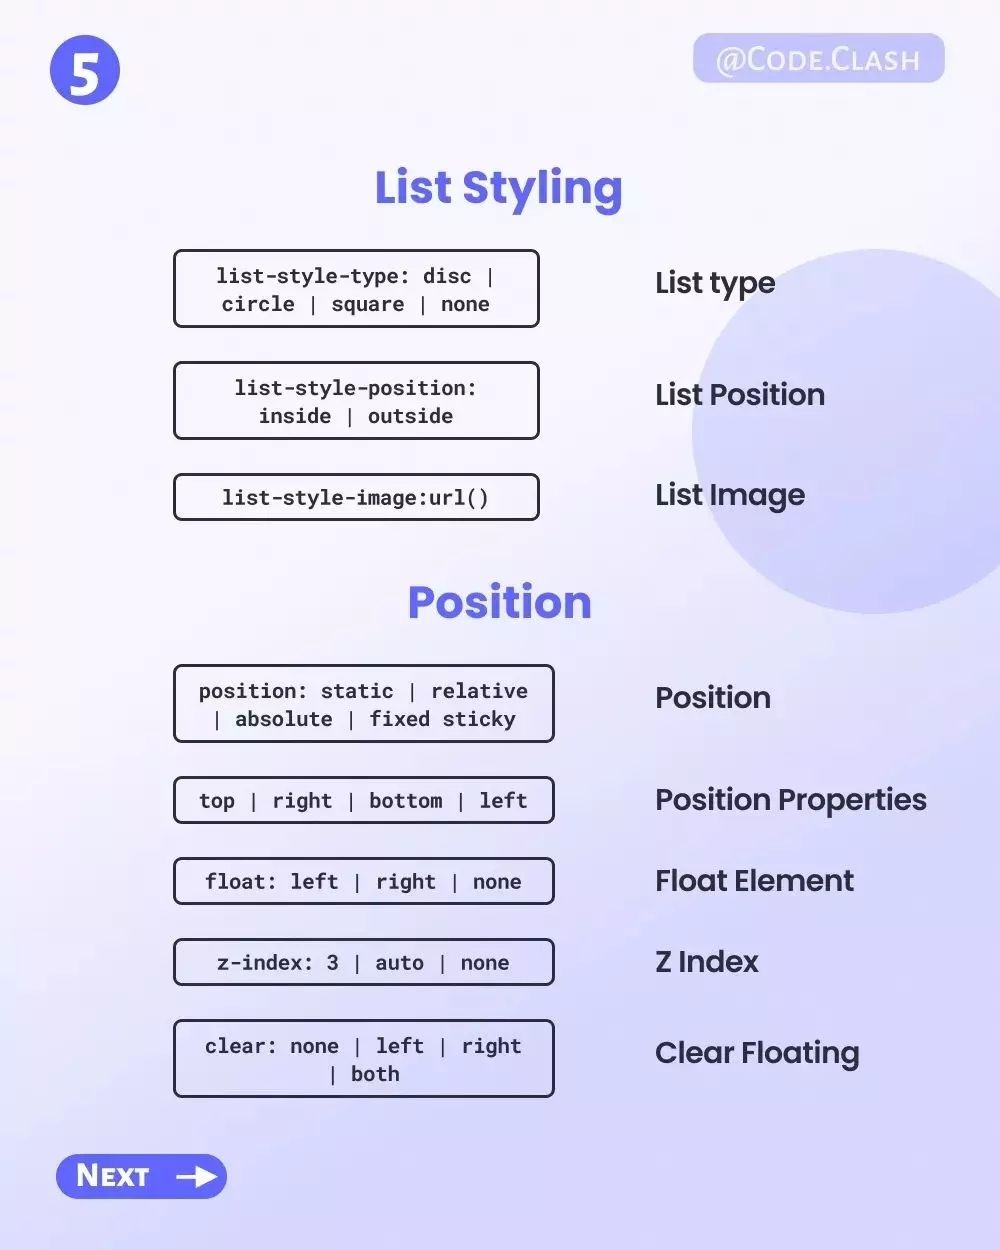 5
@Code.Clash
List Styling
list-style-type: disc |
circle | square | none
List type
list-style-position:
inside | outside
List Position
list-style-image:url()
List Image
Position
position: static | relative
| absolute | fixed sticky
Position
top | right | bottom | left
Position Properties
float: left | right | none
Float Element
z-index: 3 | auto | none
Z Index
clear: none | left | right
| both
Clear Floating
Next